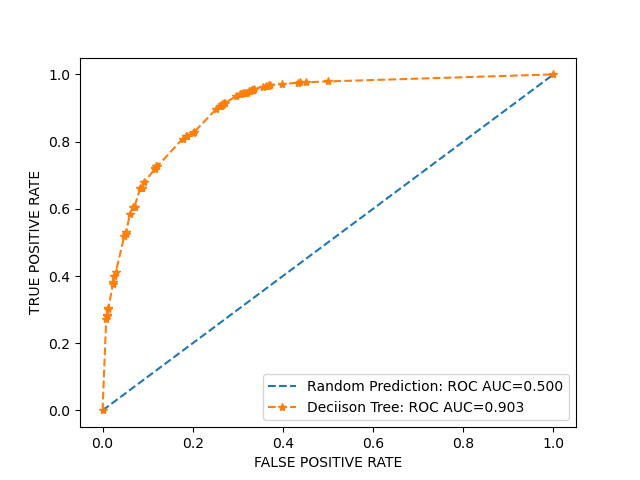 1.0
0.8
0.6
0.4
0.2
0.0
TRUE POSITIVE RATE
Random Prediction: ROC AUC=0.500
Deciison Tree: ROC AUC=0.903
0.0 0.2 0.4 0.6 0.8 1.0
FALSE POSITIVE RATE